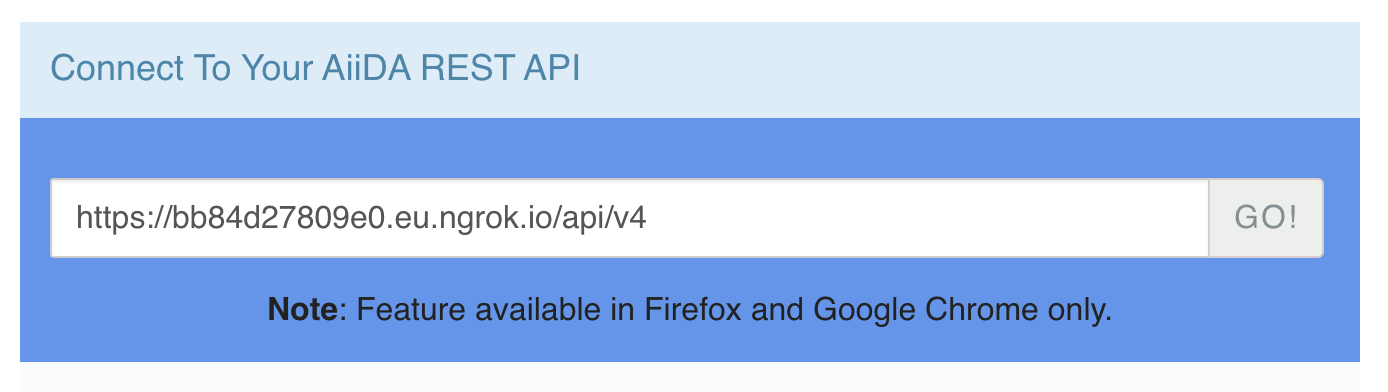 Connect To Your AiiDA REST API
https://bb84d27809e0.eu.ngrok.io/api/v4
GO!
Note: Feature available in Firefox and Google Chrome only.